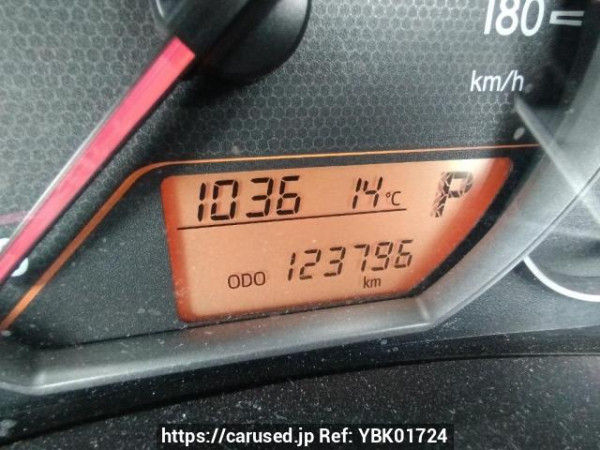 180
km/h
1036 14°C P
ODO 123796
km
https://carused.jp Ref: YBK01724